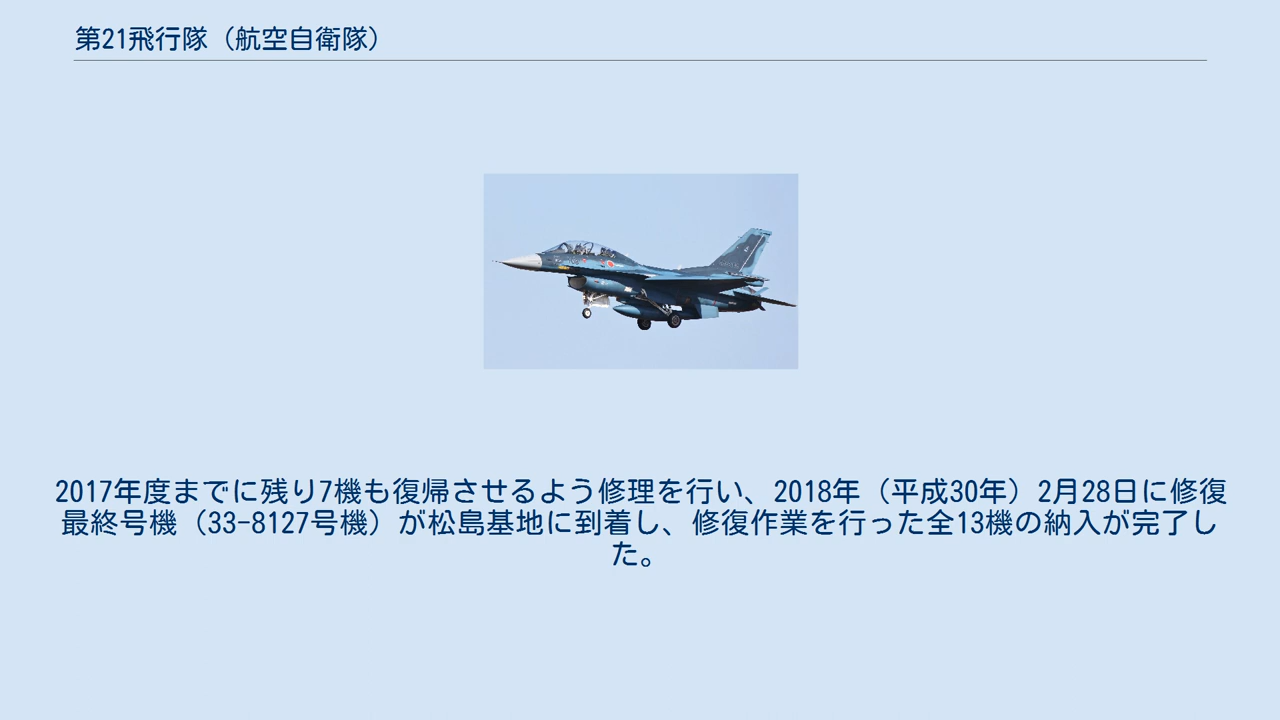 第21飛行隊（航空自衛隊）
2017年度までに残り7機も復帰させるよう修理を行い、2018年（平成30年）2月28日に修復
最終号機（33-8127号機）が松島基地に到着し、修復作業を行った全13機の納入が完了し
た。